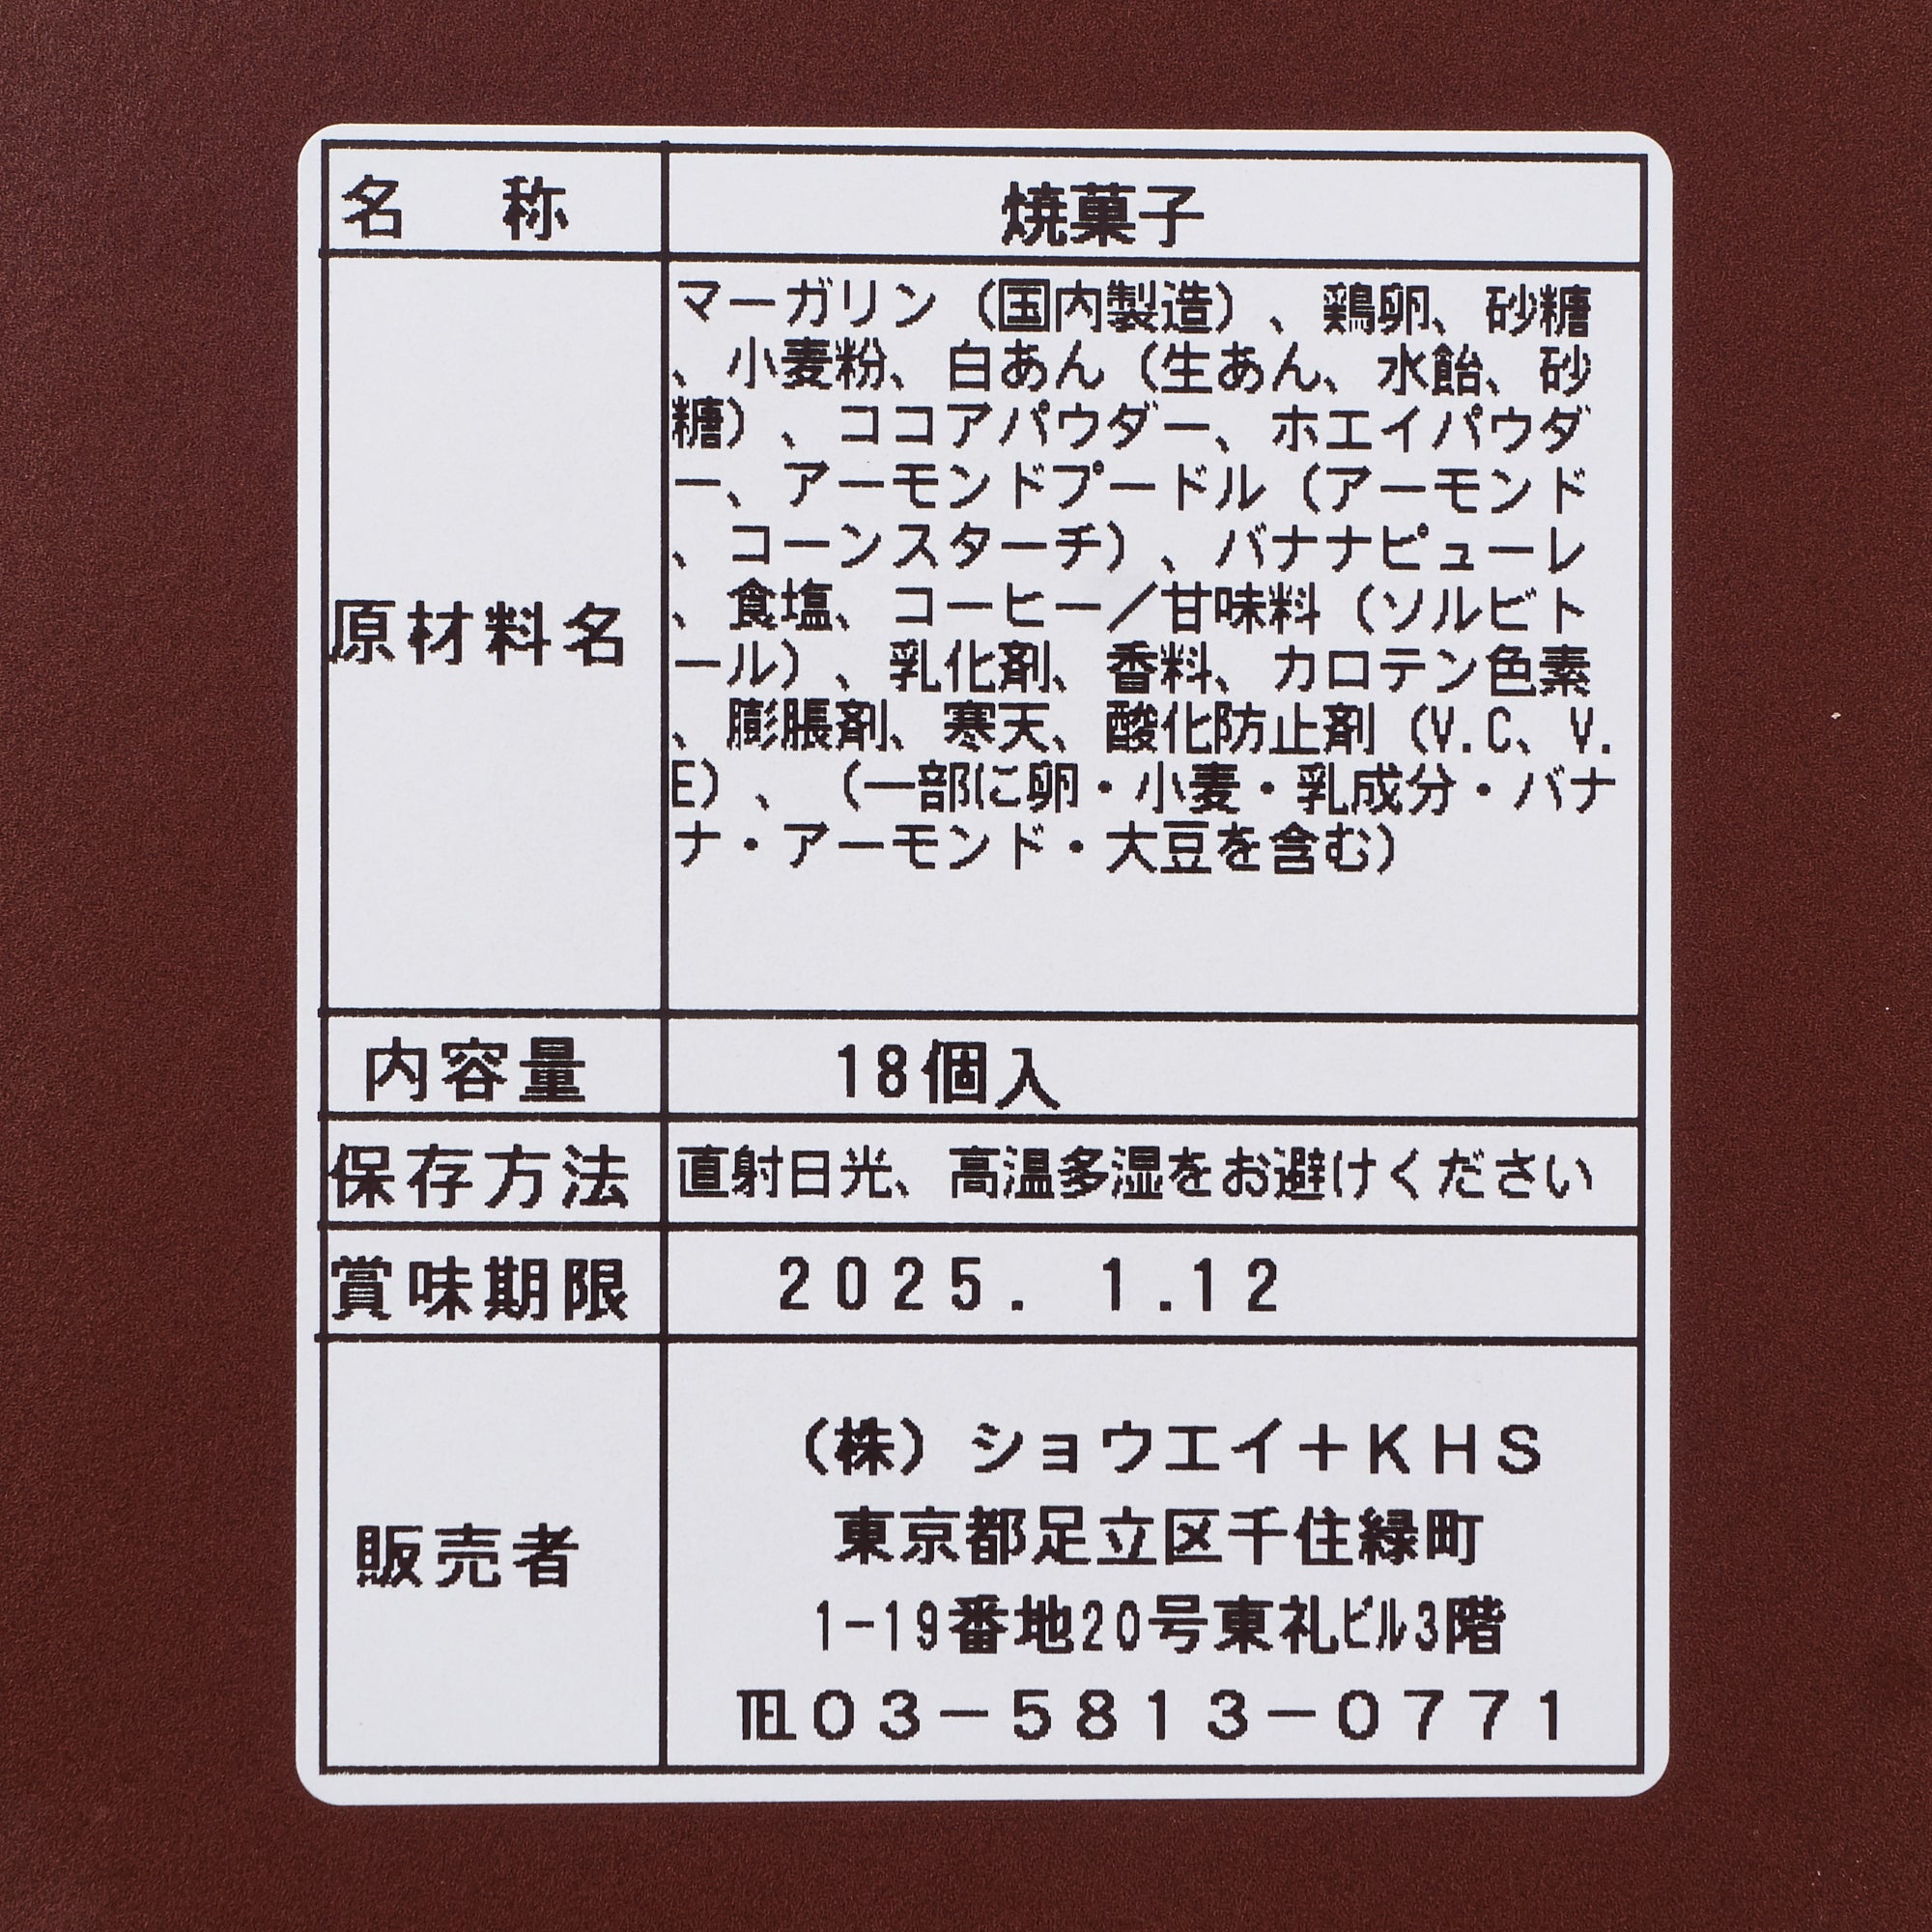 名称 焼菓子
原材料名
マーガリン（国内製造）、鶏卵、砂糖
、小麦粉、白あん（生あん、水飴、砂
糖）、ココアパウダー、ホエイパウダ
ー、アーモンドプードル（アーモンド
、コーンスターチ）、バナナピューレ
、食塩、コーヒー／甘味料（ソルビト
ール）、乳化剤、香料、カロテン色素
、膨脹剤、寒天、酸化防止剤（V.C、V.
E）、（一部に卵・小麦・乳成分・バナ
ナ・アーモンド・大豆を含む）
内容量 18個入
保存方法 直射日光、高温多湿をお避けください
賞味期限 2025. 1.12
販売者
（株）ショウエイ＋ＫＨＳ
東京都足立区千住緑町
1-19番地20号東礼ﾋﾞﾙ3階
℡０３－５８１３－０７７１